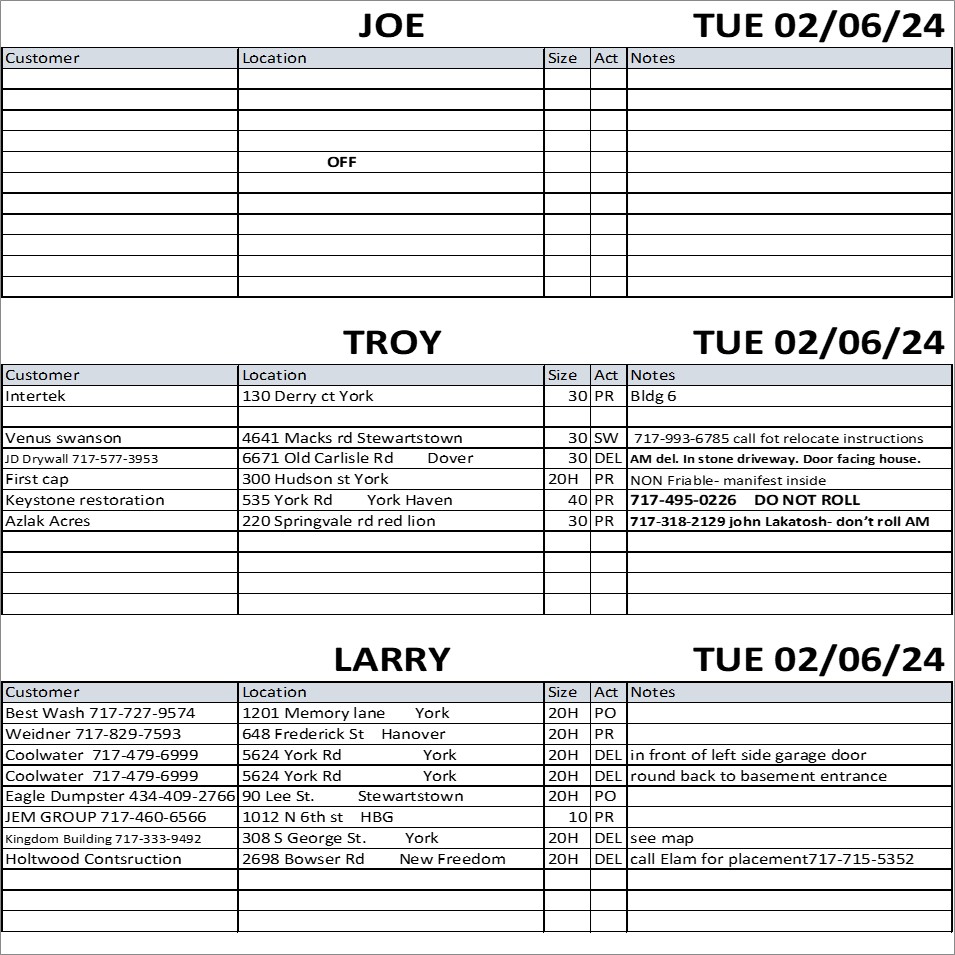 JOE TUE 02/06/24
Customer Location Size Act Notes
OFF
TROY TUE 02/06/24
Customer Location Size Act Notes
Intertek 130 Derry ct York 30 PR Bldg 6
Venus swanson 4641 Macks rd Stewartstown 30 SW 717-993-6785 call fot relocate instructions
JD Drywall 717-577-3953 6671 Old Carlisle Rd Dover 30 DEL AM del. In stone driveway. Door facing house.
First cap 300 Hudson st York 20H PR NON Friable- manifest inside
Keystone restoration 535 York Rd York Haven 40 PR 717-495-0226 DO NOT ROLL
Azlak Acres 220 Springvale rd red lion 30 PR 717-318-2129 john Lakatosh- don't roll AM
LARRY TUE 02/06/24
Customer Location Size Act Notes
Best Wash 717-727-9574 1201 Memory lane York 20H PO
Weidner 717-829-7593 648 Frederick St Hanover 20H PR
Coolwater 717-479-6999 5624 York Rd York 20H DEL in front of left side garage door
Coolwater 717-479-6999 5624 York Rd York 20H DEL round back to basement entrance
Eagle Dumpster 434-409-2766 90 Lee St. Stewartstown 20H PO
JEM GROUP 717-460-6566 1012 N 6th st HBG 10 PR
Kingdom Building 717-333-9492 308 S George St. York 20H DEL see map
Holtwood Contsruction 2698 Bowser Rd New Freedom 20H DEL call Elam for placement717-715-5352